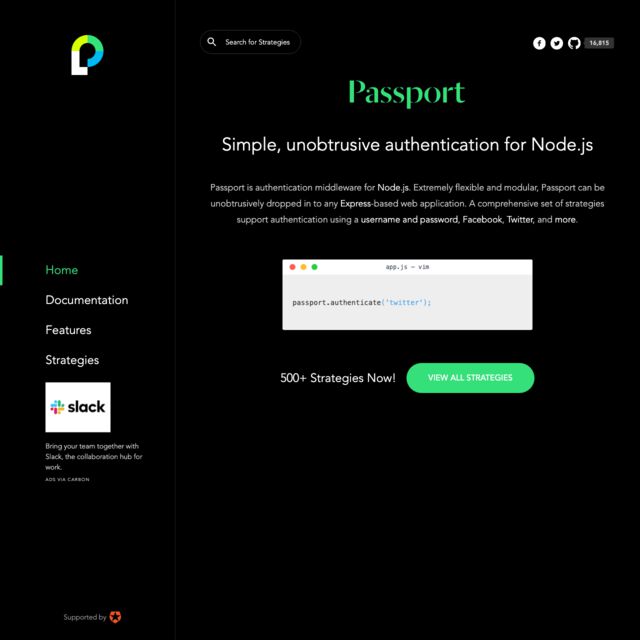 Search for Strategies
16,815
Passport
Simple, unobtrusive authentication for Node.js
Passport is authentication middleware for Node.js. Extremely flexible and modular, Passport can be
unobtrusively dropped in to any Express-based web application. A comprehensive set of strategies
support authentication using a username and password, Facebook, Twitter, and more.
app.js — vim
passport.authenticate('twitter');
500+ Strategies Now!
VIEW ALL STRATEGIES
Home
Documentation
Features
Strategies
slack
Bring your team together with
Slack, the collaboration hub for
work.
ADS VIA CARBON
Supported by